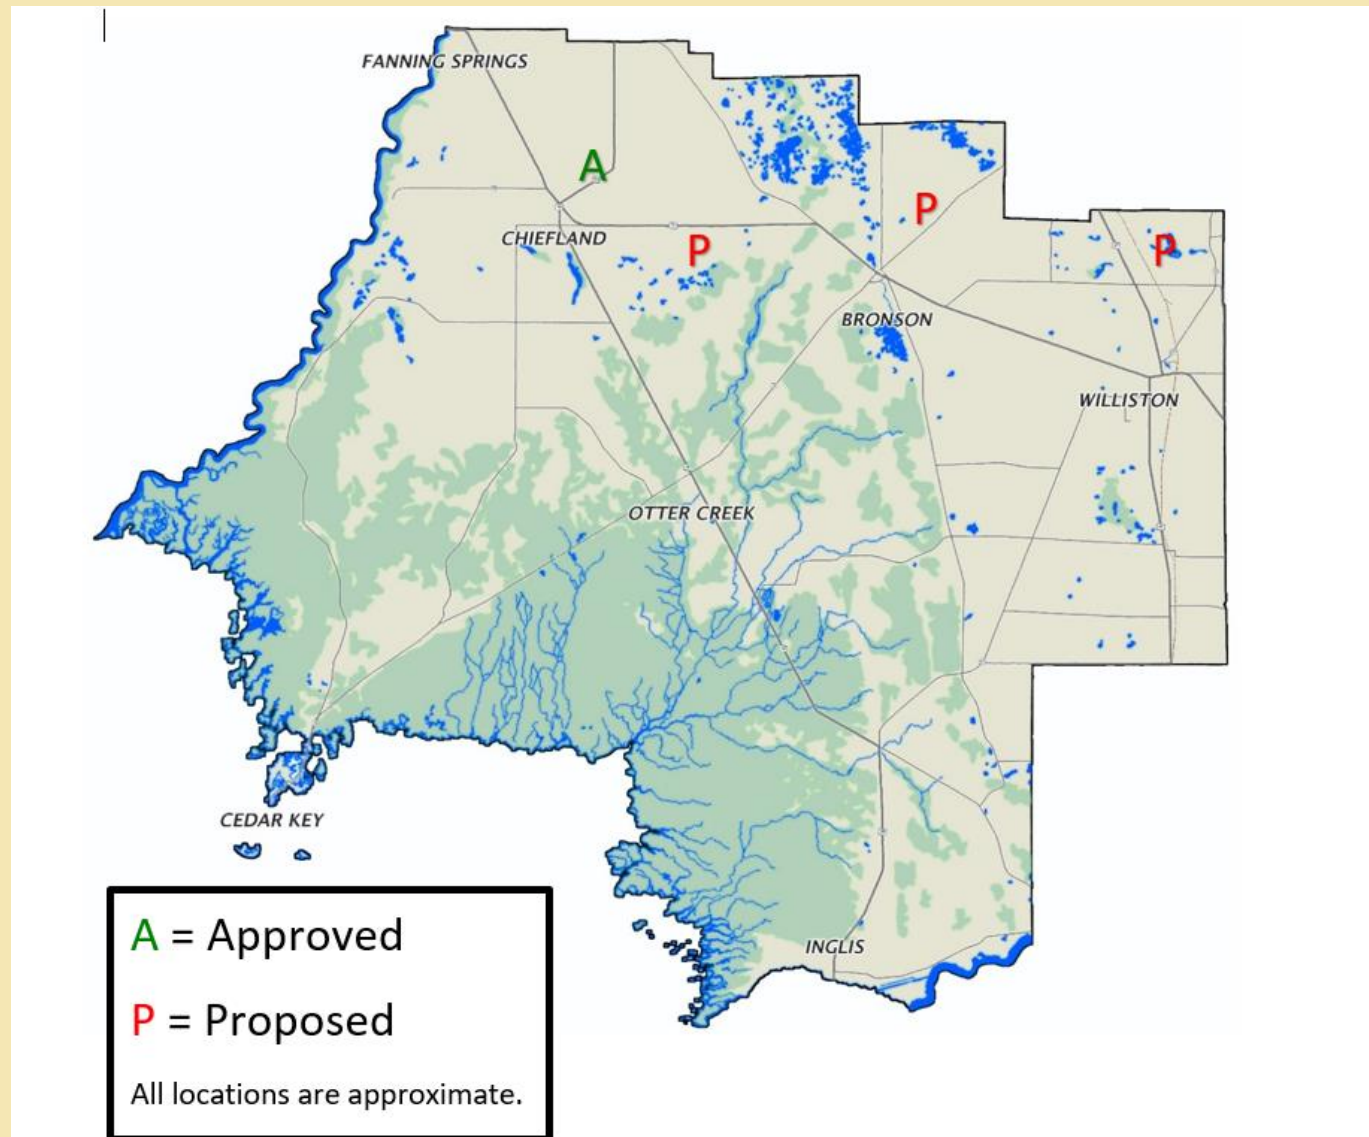 FANNING SPRINGS
A
P
CHIEFLAND
P
P
BRONSON
WILLISTON
OTTER CREEK
CEDAR KEY
INGLIS
A = Approved
P = Proposed
All locations are approximate.